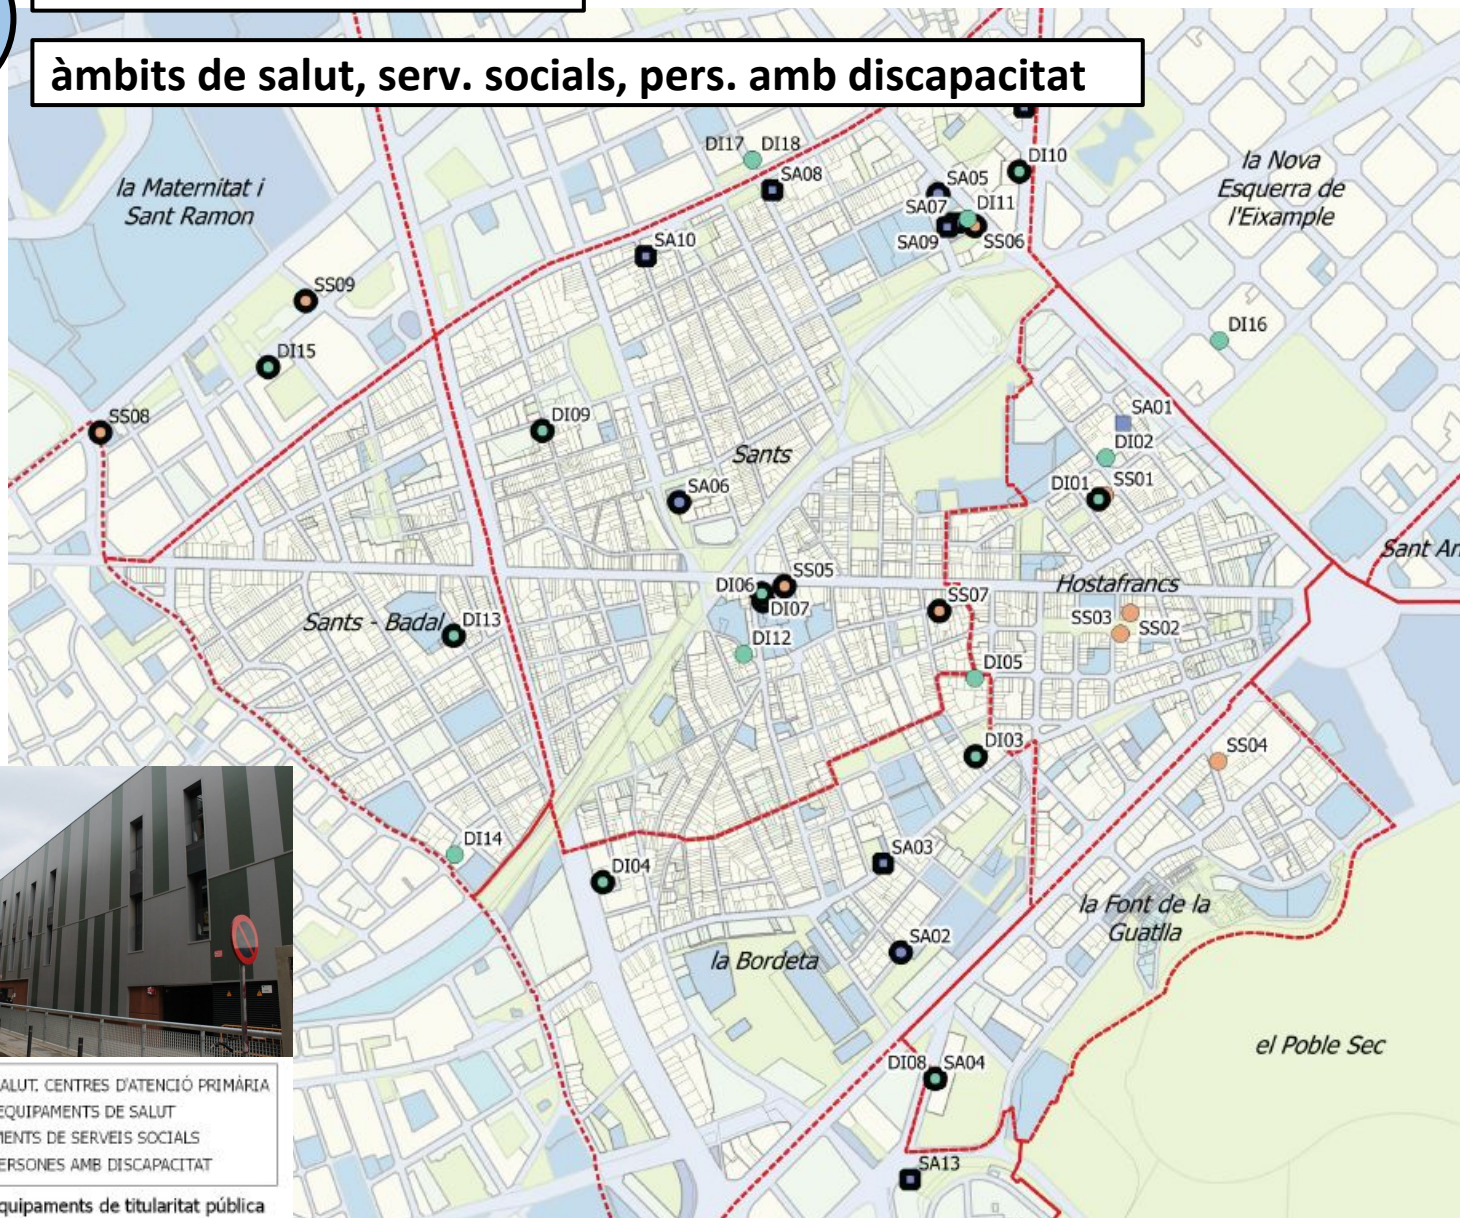 àmbits de salut, serv. socials, pers. amb discapacitat
DI17 DI18
SA08
DI10
la Nova
Esquerra de
l'Eixample
la Maternitat i
Sant Ramon
SA05
SA07 DI11
SA09 SS06
SA10
SS09
DI16
DI15
SS08
DI09
SA01
DI02
Sants
SA06
DI01 SS01
Sant An
SS05
DI06
DI07
Hostafrancs
SS07
SS03
SS02
Sants - Badal
DI13
DI12
DI05
DI03
SS04
DI14
SA03
DI04
la Font de la
Guatlla
SA02
la Bordeta
el Poble Sec
DI08 SA04
SA13
ALUT. CENTRES D'ATENCIÓ PRIMÀRIA
EQUIPAMENTS DE SALUT
MENTS DE SERVEIS SOCIALS
ERSONES AMB DISCAPACITAT
quipaments de titularitat pública